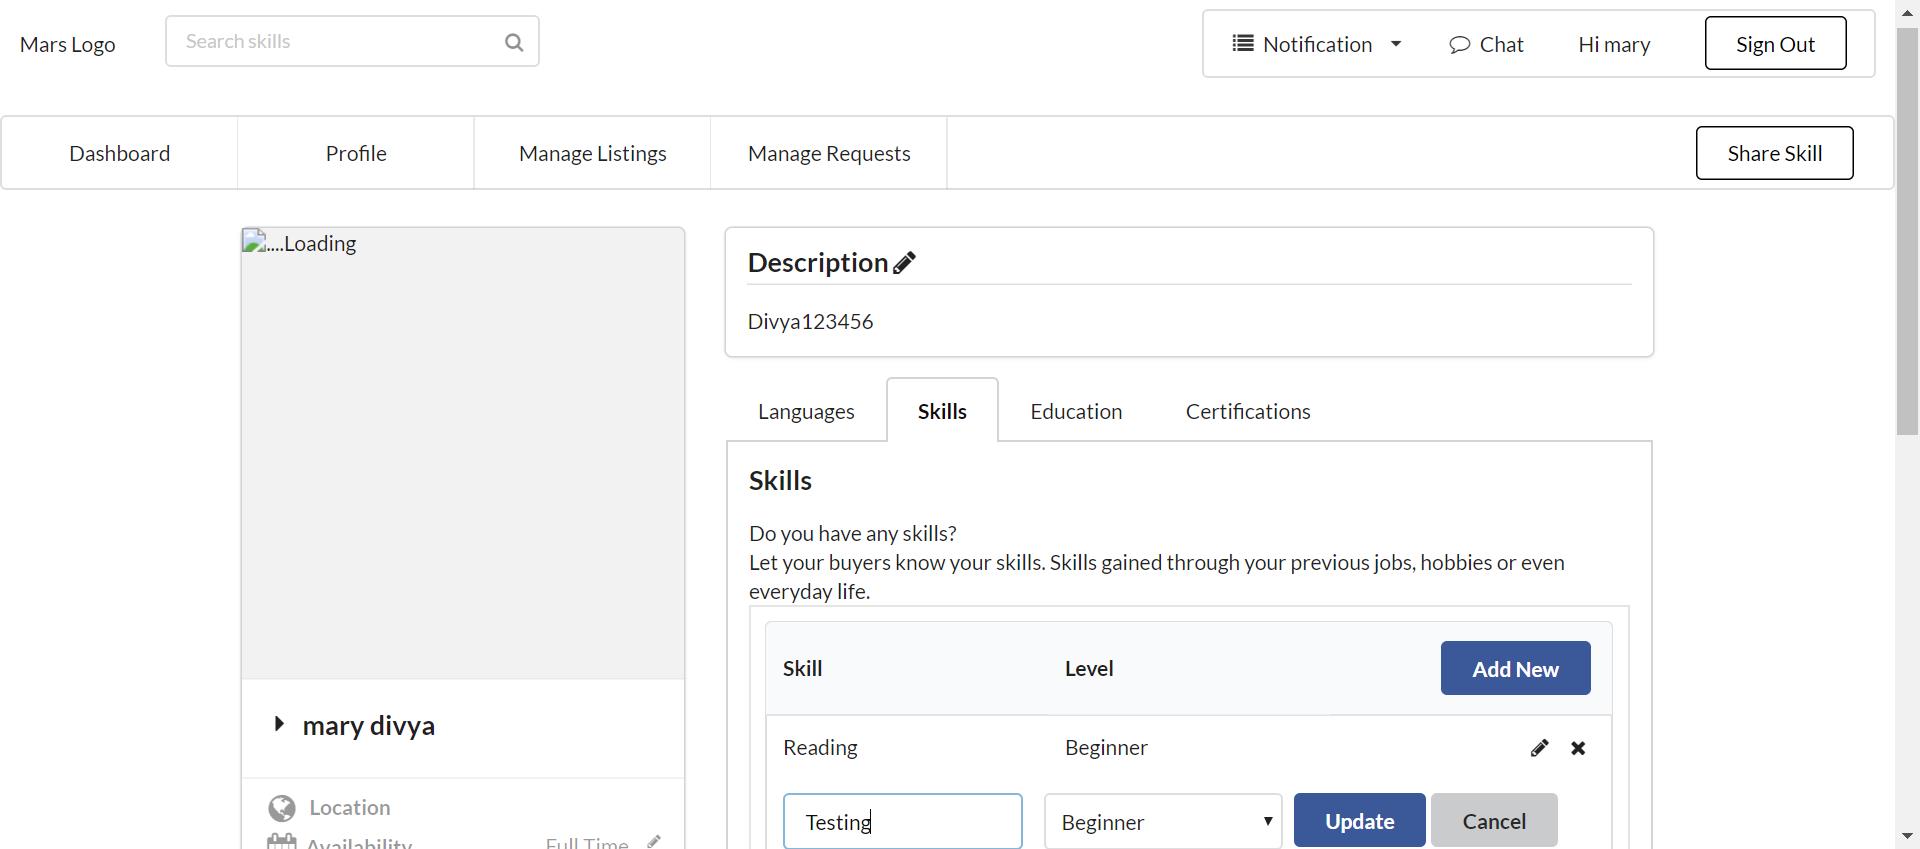 Mars Logo
Search skills
Notification
Chat
Hi mary
Sign Out
Dashboard
Profile
Manage Listings
Manage Requests
Share Skill
....Loading
mary divya
Location
Availability
Full Time
Description
Divya123456
Languages
Skills
Education
Certifications
Skills
Do you have any skills?
Let your buyers know your skills. Skills gained through your previous jobs, hobbies or even
everyday life.
Skill
Level
Add New
Reading
Beginner
Testing
Beginner
Update
Cancel